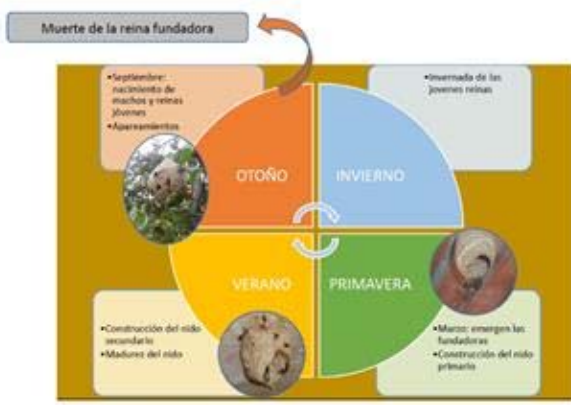 Muerte de la reina fundadora
•Septiembre:
nacimiento de
machos y reinas
jóvenes
•Apareamientos
•Invernada de las
jovenes reinas
OTOÑO
INVIERNO
VERANO
PRIMAVERA
•Construcción del nido
secundario
•Madurez del nido
•Marzo: emergen las
fundadoras
•Construcción del nido
primario